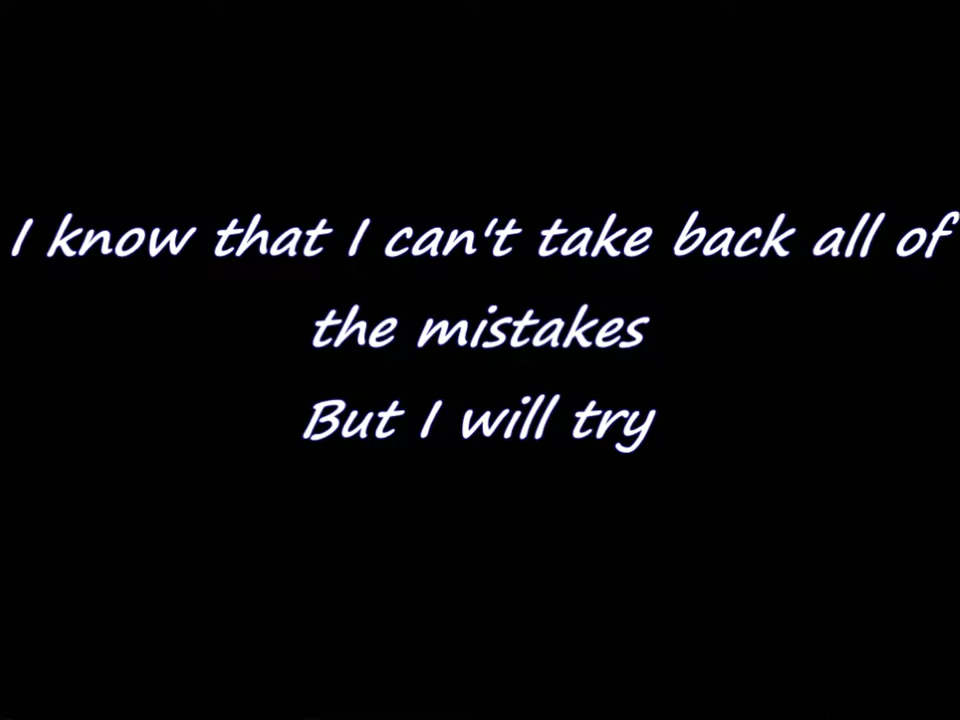 I know that I can't take back all of
the mistakes
But I will try